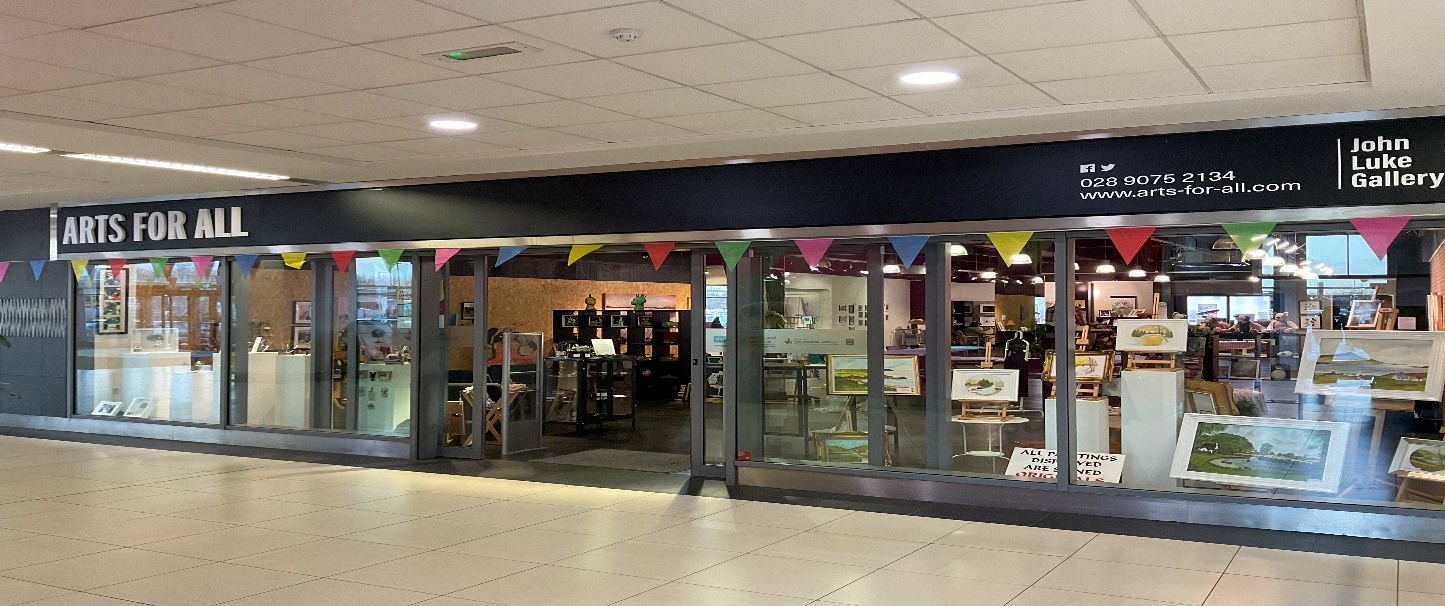 ARTS FOR ALL
028 9075 2134
www.arts-for-all.com
John
Luke
Gallery
ALL PAINTINGS
DISPLAYED
ARE SIGNED
ORIGINALS